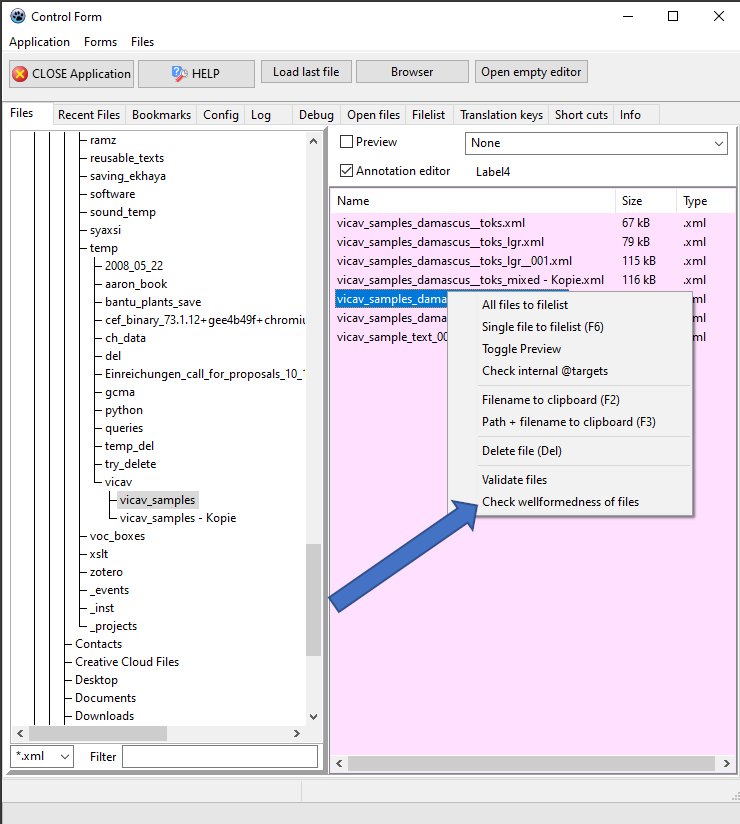 Control Form
Application Forms Files
CLOSE Application HELP Load last file Browser Open empty editor
Files Recent Files Bookmarks Config Log Debug Open files Filelist Translation keys Short cuts Info
ramz
reusable_texts
saving_ekhaya
software
sound_temp
syaxsi
temp
2008_05_22
aaron_book
bantu_plants_save
cef_binary_73.1.12+gee4b49f+chromiu
ch_data
del
Einreichungen_call_for_proposals_10_1
gcma
python
queries
temp_del
try_delete
vicav
vicav_samples
vicav_samples - Kopie
voc_boxes
xslt
zotero
_events
_inst
_projects
Contacts
Creative Cloud Files
Desktop
Documents
Downloads
*.xml Filter
Preview None
Annotation editor Label4
Name Size Type
vicav_samples_damascus__toks.xml 67 kB .xml
vicav_samples_damascus__toks_lgr.xml 79 kB .xml
vicav_samples_damascus__toks_lgr__001.xml 115 kB .xml
vicav_samples_damascus__toks_mixed - Kopie.xml 116 kB .xml
vicav_samples_dama ml
vicav_samples_dama ml
vicav_sample_text_00 ml
All files to filelist
Single file to filelist (F6)
Toggle Preview
Check internal @targets
Filename to clipboard (F2)
Path + filename to clipboard (F3)
Delete file (Del)
Validate files
Check wellformedness of files